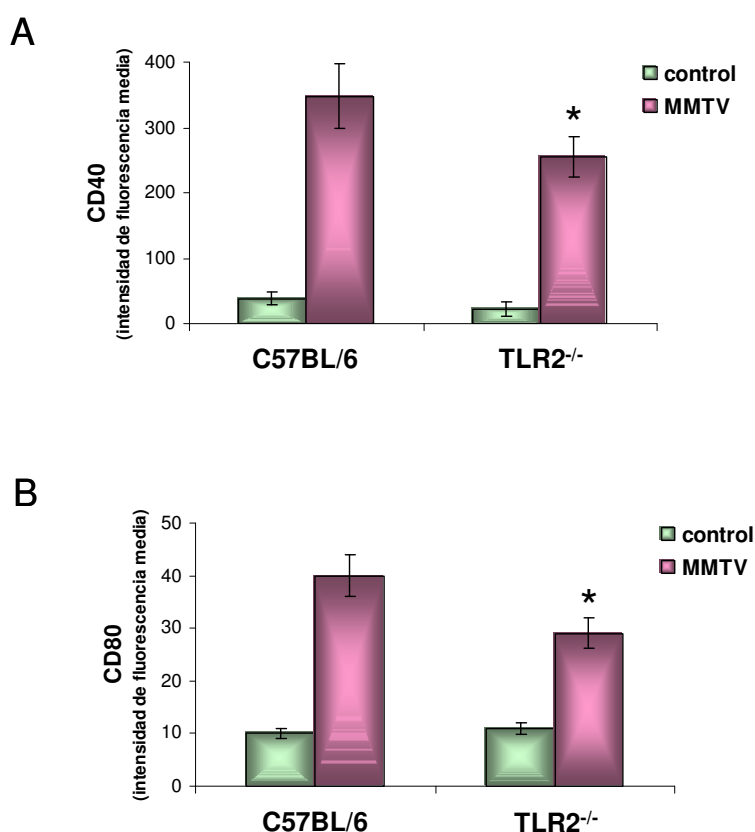 A
CD40
(intensidad de fluorescencia media)
400
300
200
100
0
control
MMTV
*
C57BL/6
TLR2-/-
B
CD80
(intensidad de fluorescencia media)
50
40
30
20
10
0
control
MMTV
*
C57BL/6
TLR2-/-